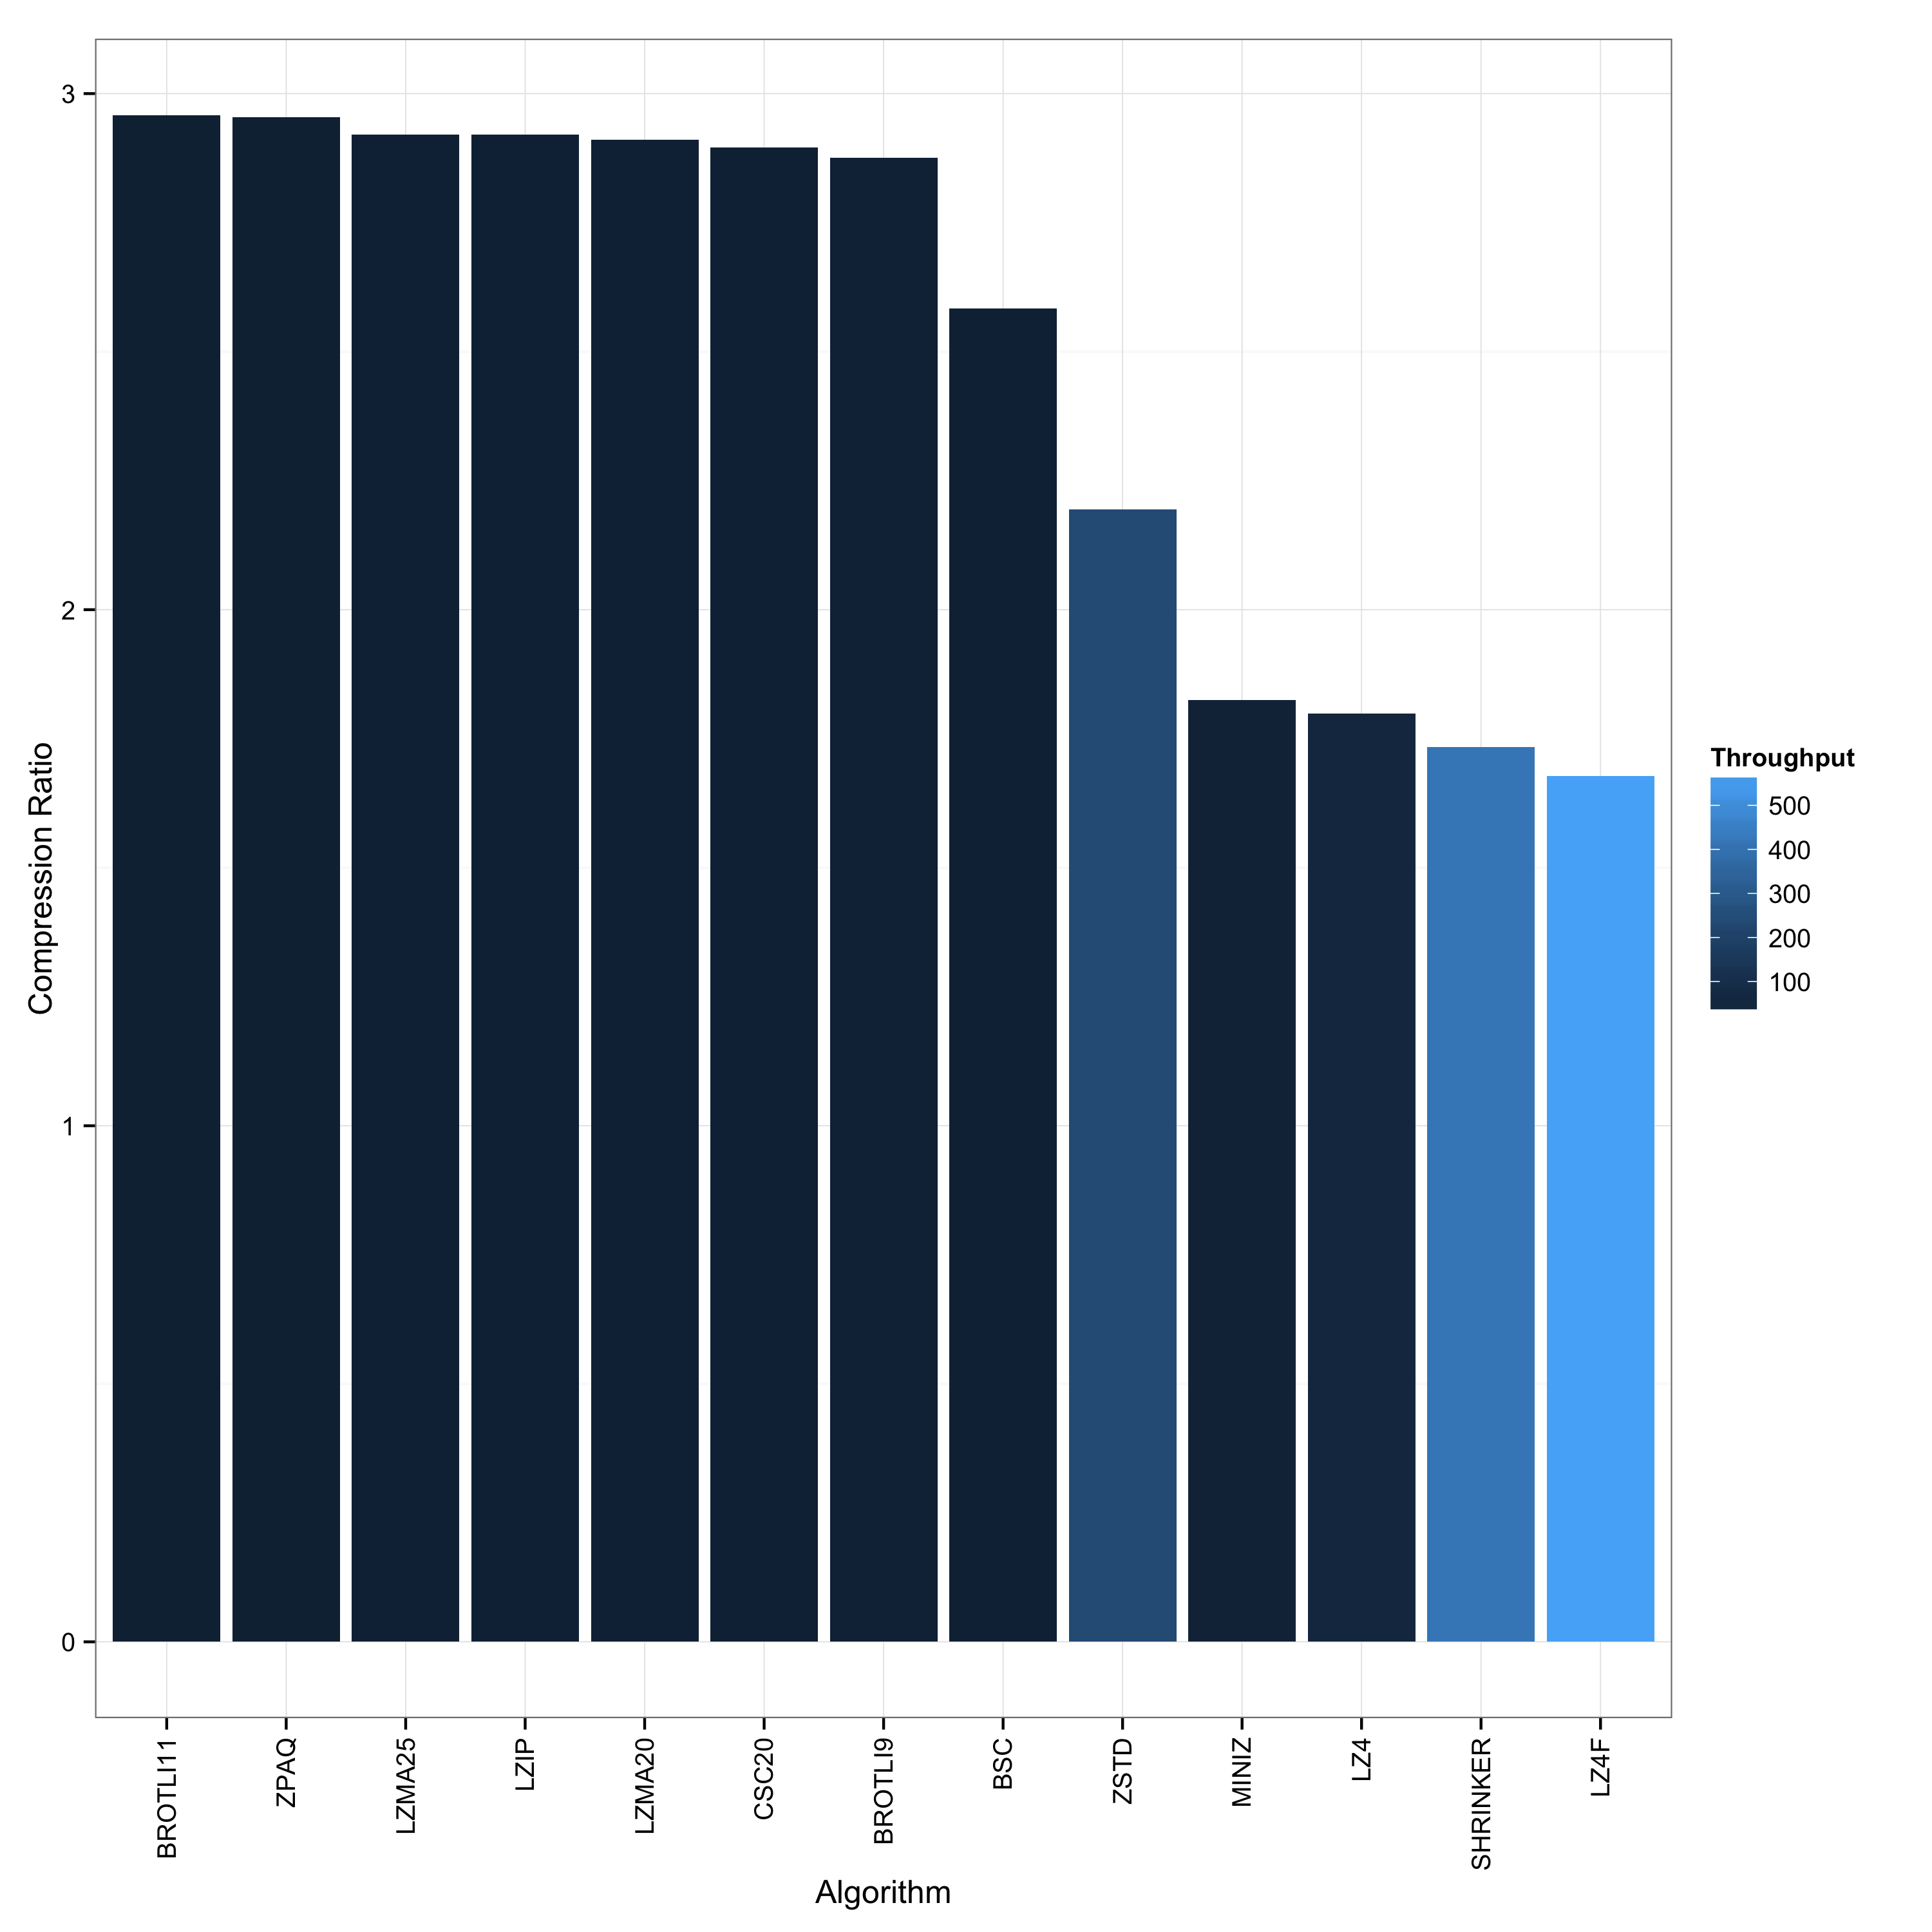 Compression Ratio
3
2
1
0
BROTLI11
ZPAQ
LZMA25
LZIP
LZMA20
CSC20
BROTLI9
BSC
ZSTD
MINIZ
LZ4
SHRINKER
LZ4F
Algorithm
Throughput
500
400
300
200
100